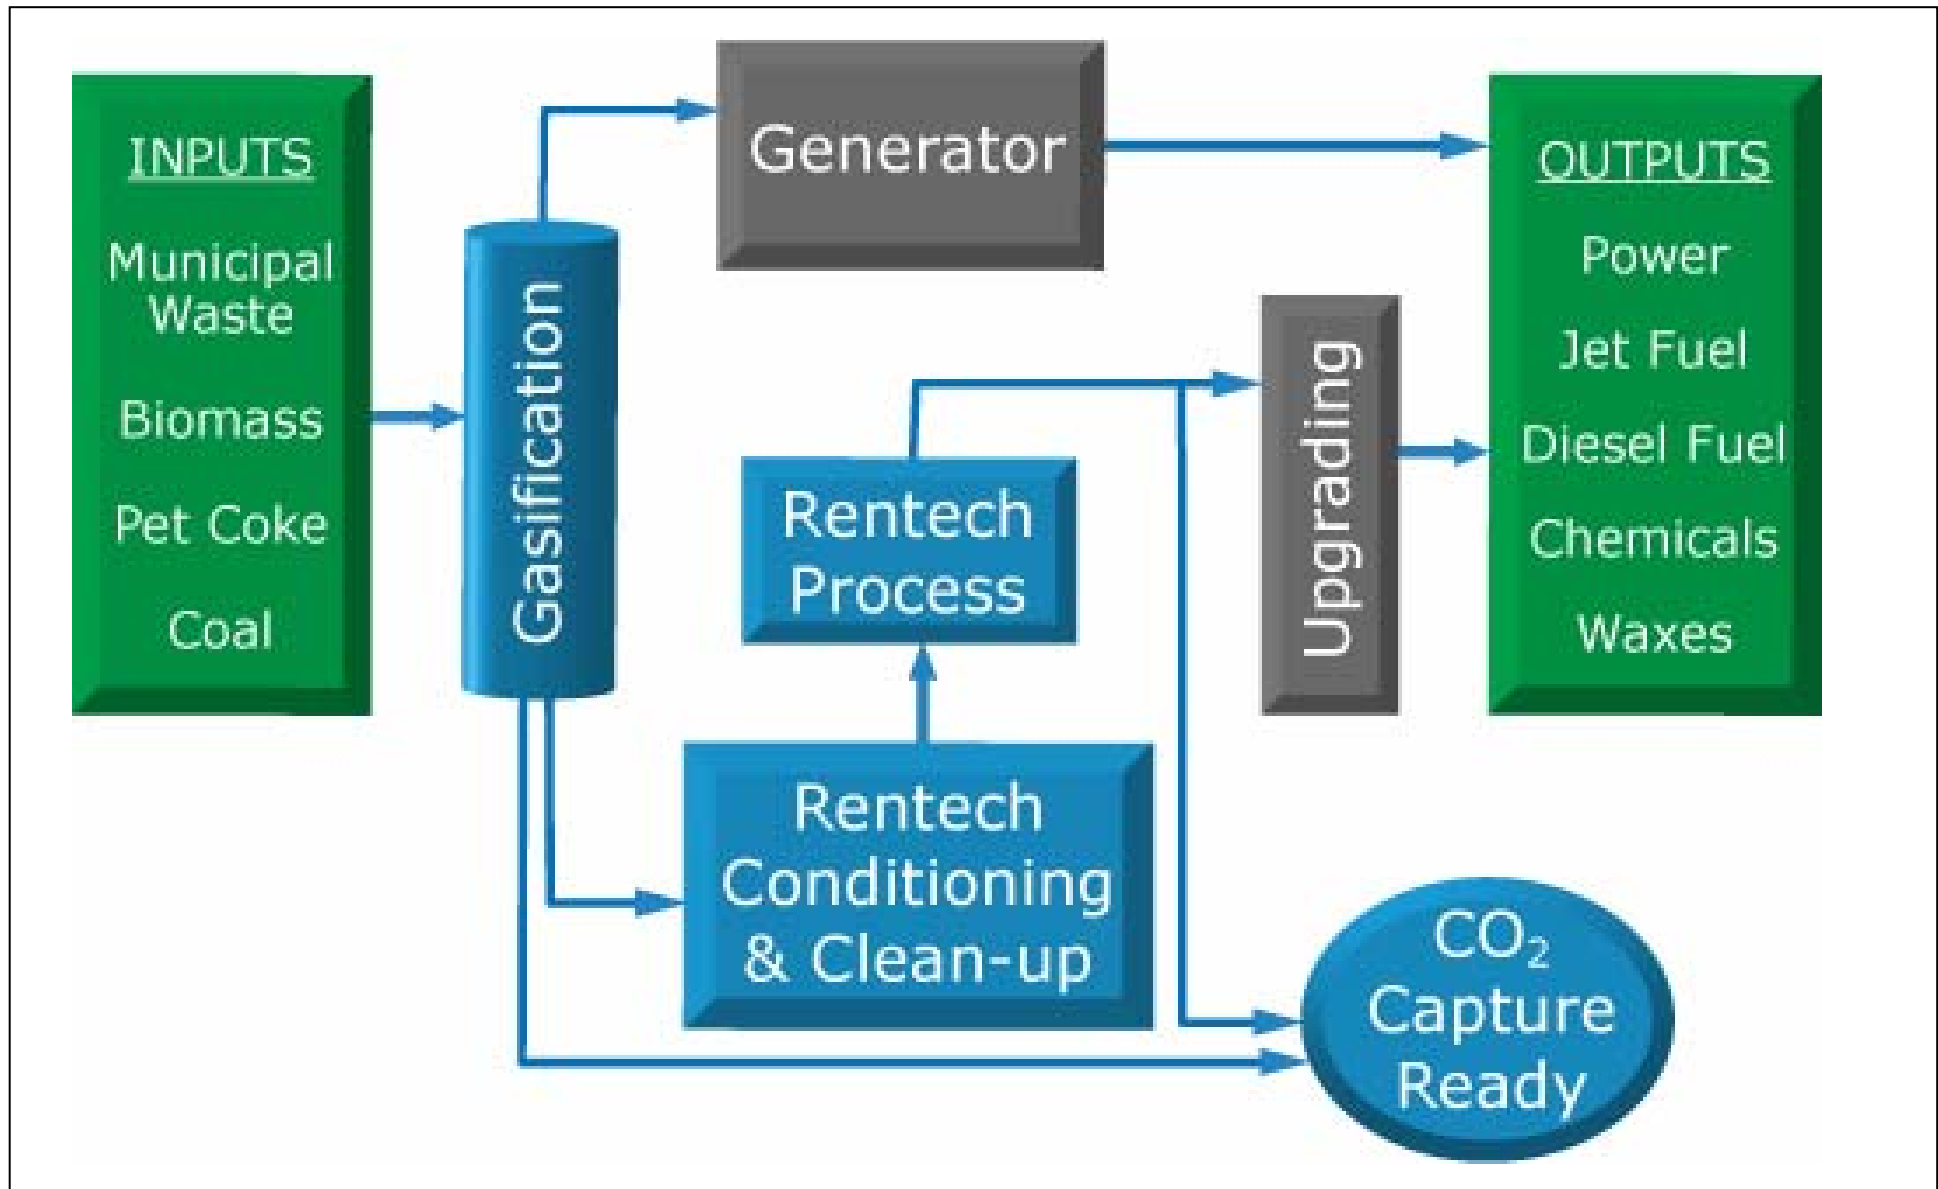 INPUTS
Municipal
Waste
Biomass
Pet Coke
Coal
Gasification
Generator
Rentech
Process
Rentech
Conditioning
& Clean-up
Upgrading
OUTPUTS
Power
Jet Fuel
Diesel Fuel
Chemicals
Waxes
CO₂
Capture
Ready